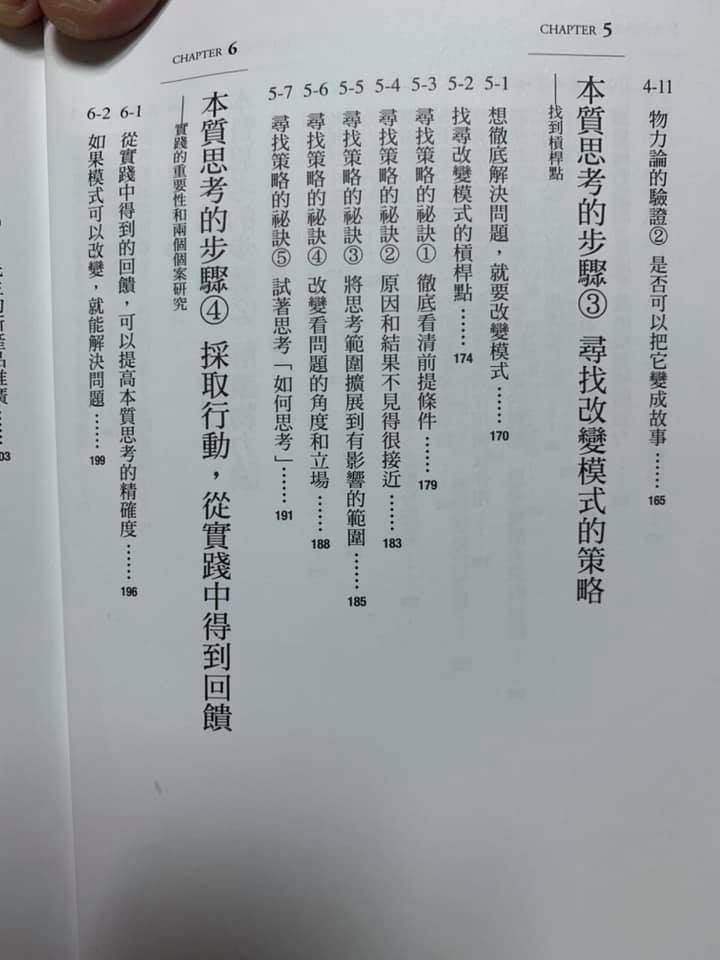 4-11 物力論的驗證② 是否可以把它變成故事……165
CHAPTER 5
本質思考的步驟③ 尋找改變模式的策略
——找到槓桿點
5-1 想徹底解決問題，就要改變模式……170
5-2 找尋改變模式的槓桿點……174
5-3 尋找策略的祕訣① 徹底看清前提條件……179
5-4 尋找策略的祕訣② 原因和結果不見得很接近……183
5-5 尋找策略的祕訣③ 將思考範圍擴展到有影響的範圍……185
5-6 尋找策略的祕訣④ 改變看問題的角度和立場……188
5-7 尋找策略的祕訣⑤ 試著思考「如何思考」……191
CHAPTER 6
本質思考的步驟④ 採取行動，從實踐中得到回饋
——實踐的重要性和兩個個案研究
6-1 從實踐中得到的回饋，可以提高本質思考的精確度……196
6-2 如果模式可以改變，就能解決問題……199